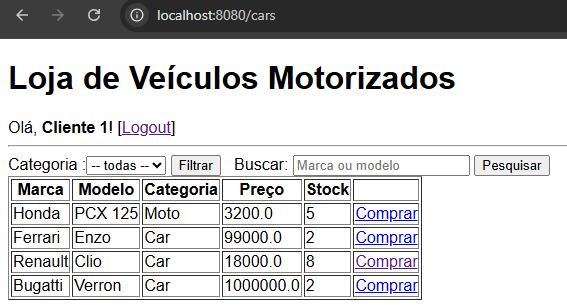 localhost:8080/cars
Loja de Veículos Motorizados
Olá, Cliente 1! [Logout]
Categoria : -- todas -- Filtrar Buscar: Marca ou modelo Pesquisar
Marca Modelo Categoria Preço Stock
Honda PCX 125 Moto 3200.0 5 Comprar
Ferrari Enzo Car 99000.0 2 Comprar
Renault Clio Car 18000.0 8 Comprar
Bugatti Verron Car 1000000.0 2 Comprar